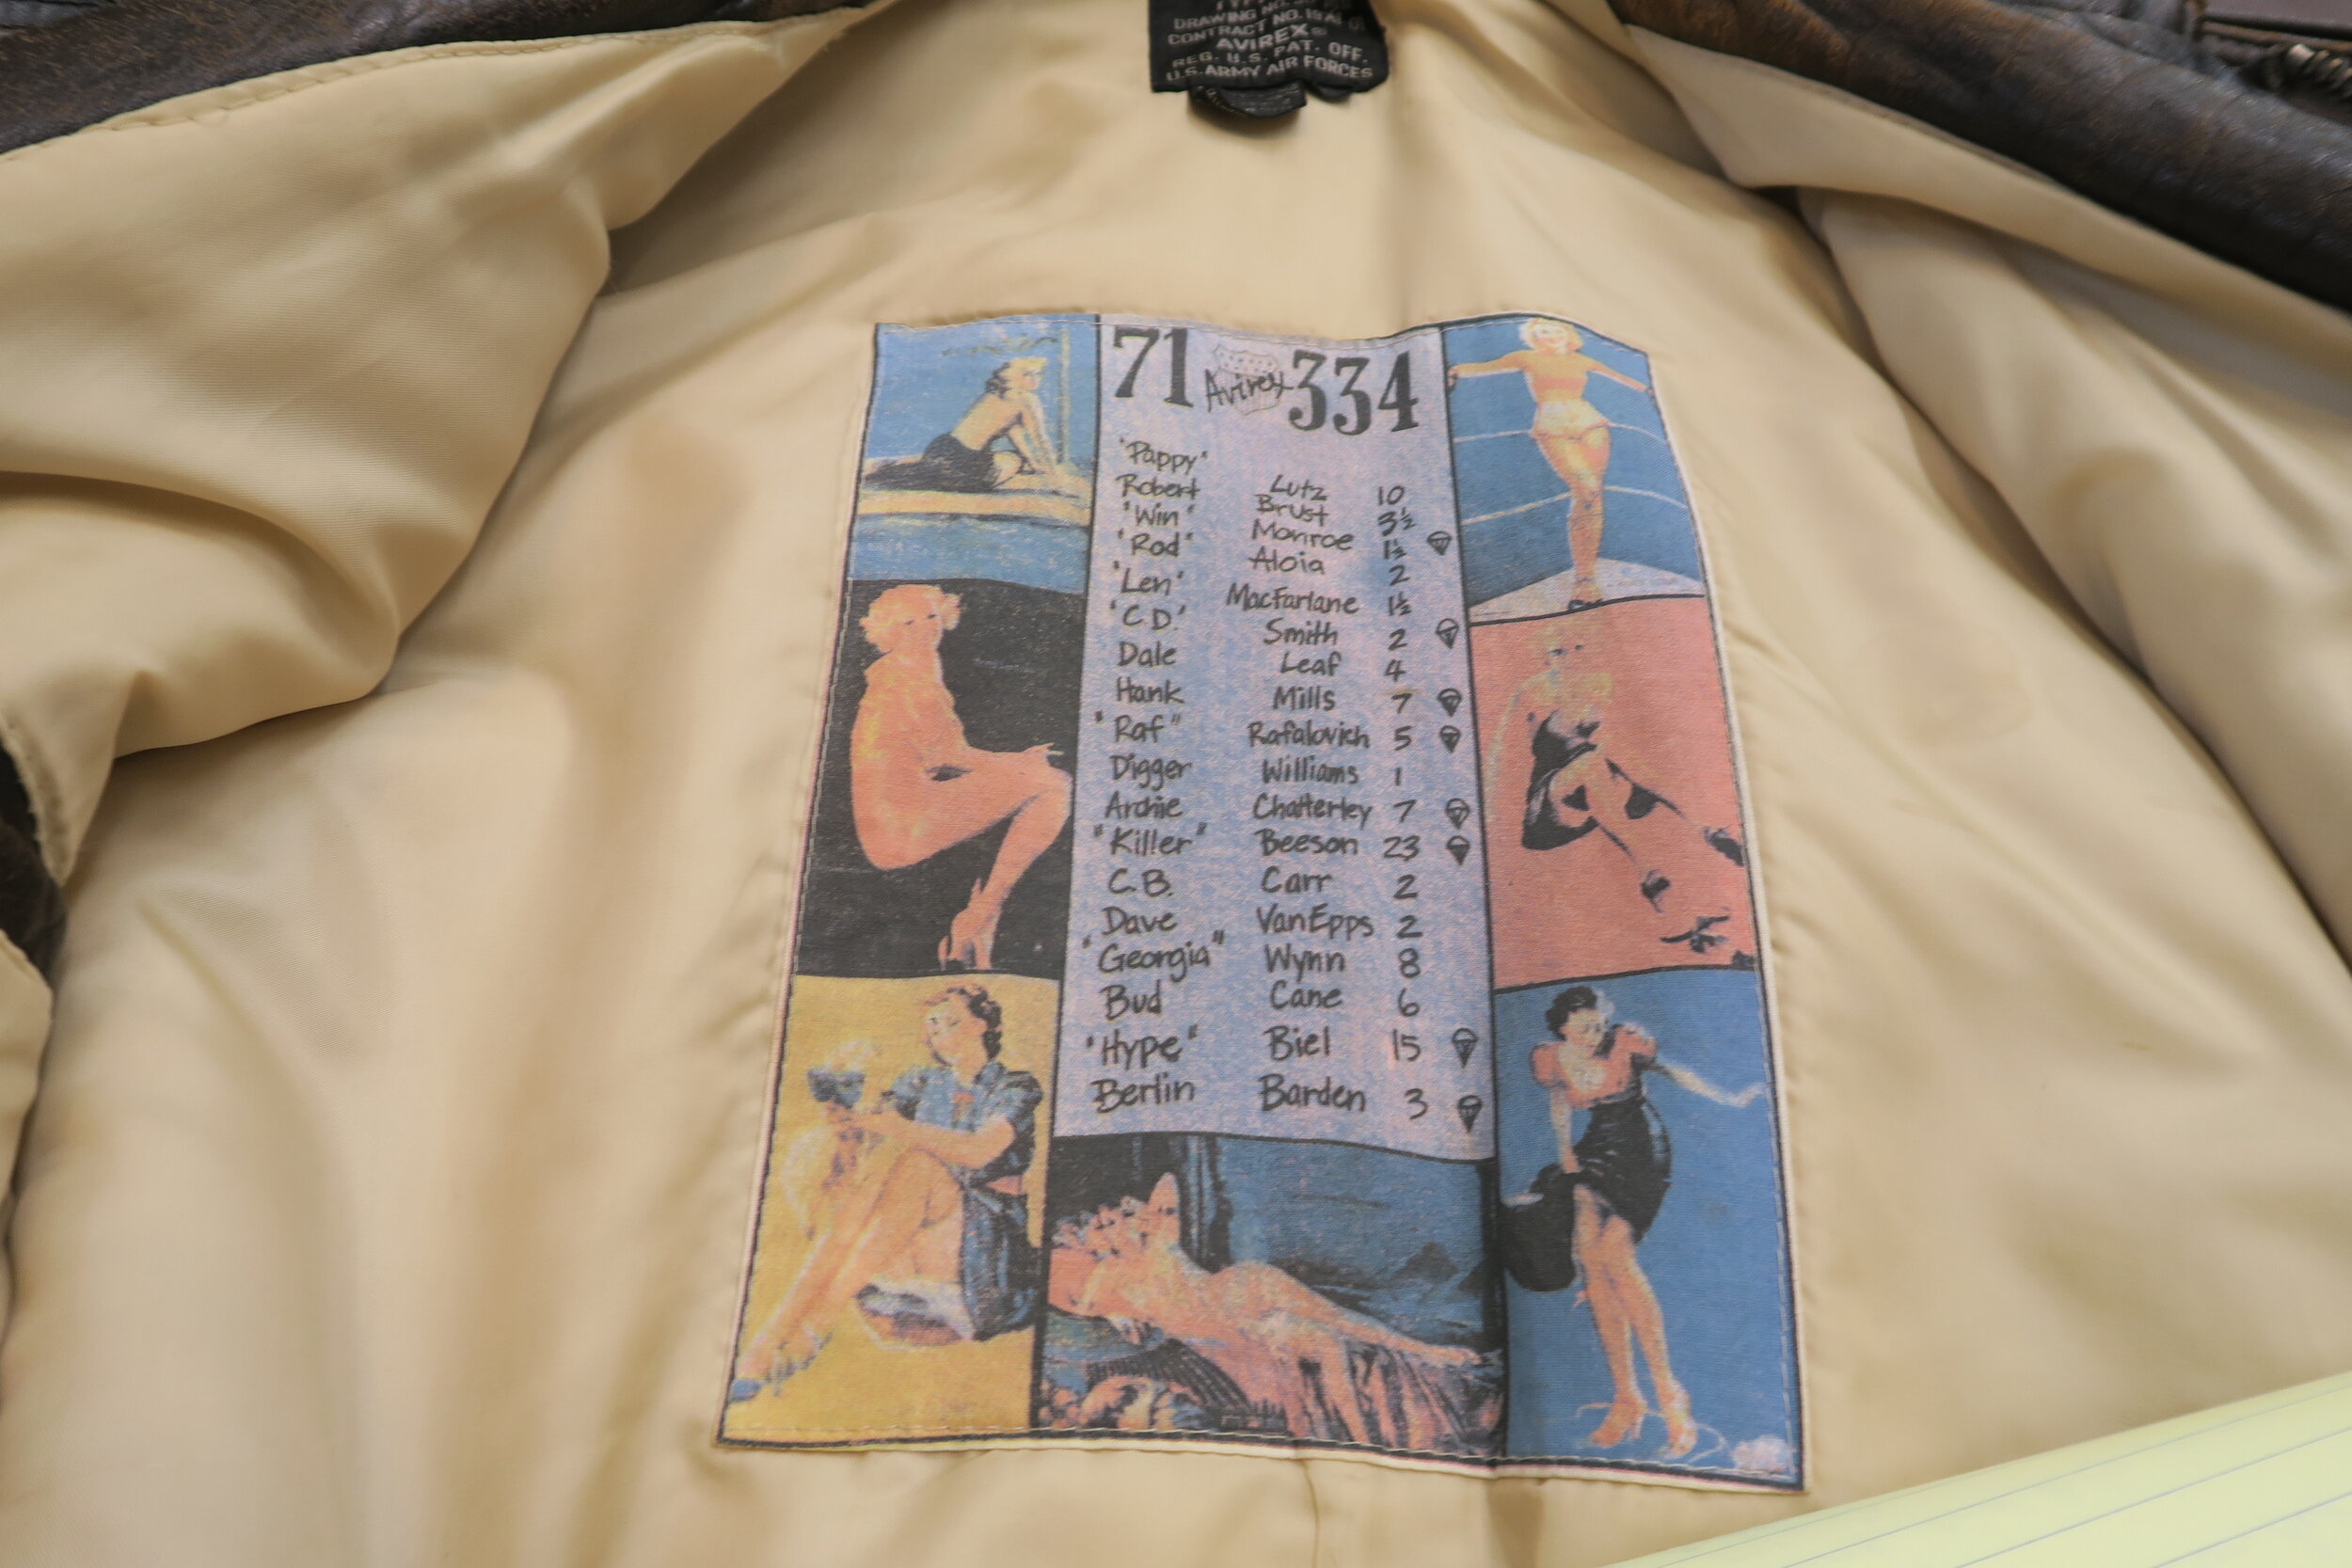 DRAWING NO.
CONTRACT NO.
AVIREX
REG. U.S. PAT. OFF.
U.S. ARMY AIR FORCES
71 Avirex 334
"Pappy"
Robert Lutz 10
"Win" Brust 3½
"Rod" Monroe 1½
Aloia 2
"Len" MacFarlane 1½
"C.D." Smith 2
Dale Leaf 4
Hank Mills 7
"Raf" Rafalovich 5
Digger Williams 1
Archie Chatterley 7
"Killer" Beeson 23
C.B. Carr 2
Dave VanEpps 2
"Georgia" Wynn 8
Bud Cane 6
"Hype" Biel 15
Berlin Barden 3